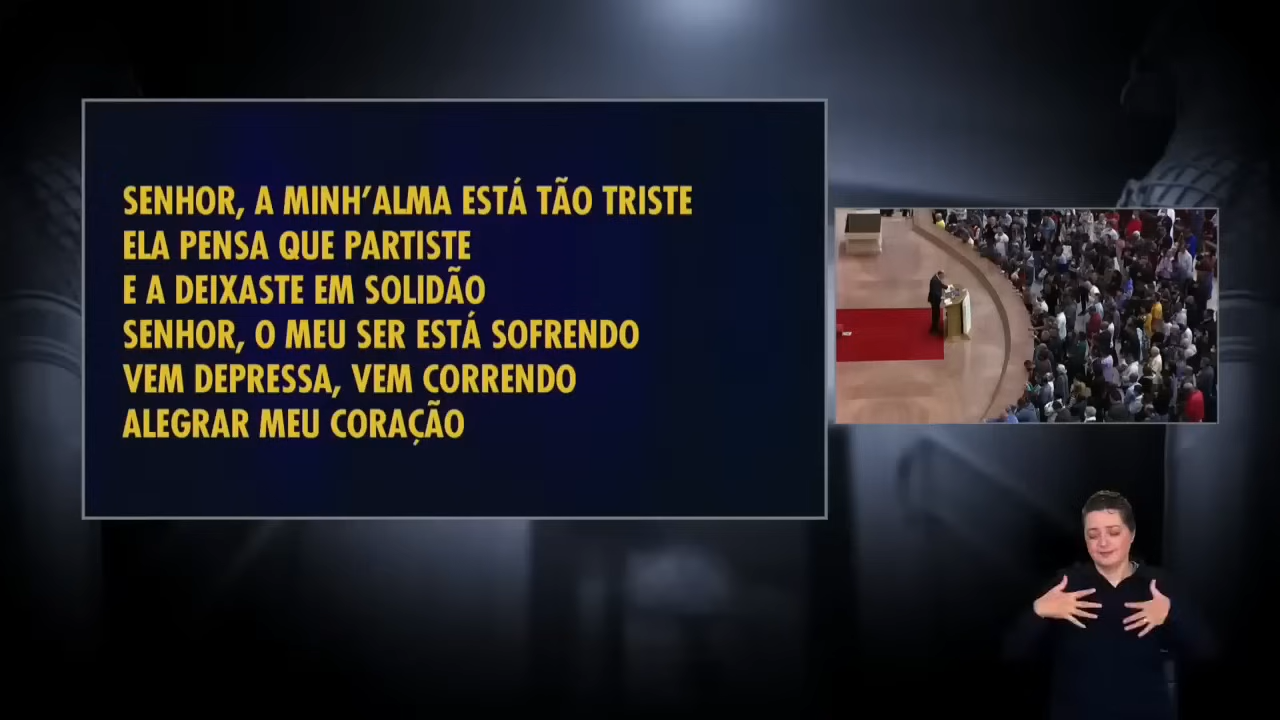 SENHOR, A MINH’ALMA ESTÁ TÃO TRISTE
ELA PENSA QUE PARTISTE
E A DEIXASTE EM SOLIDÃO
SENHOR, O MEU SER ESTÁ SOFRENDO
VEM DEPRESSA, VEM CORRENDO
ALEGRAR MEU CORAÇÃO